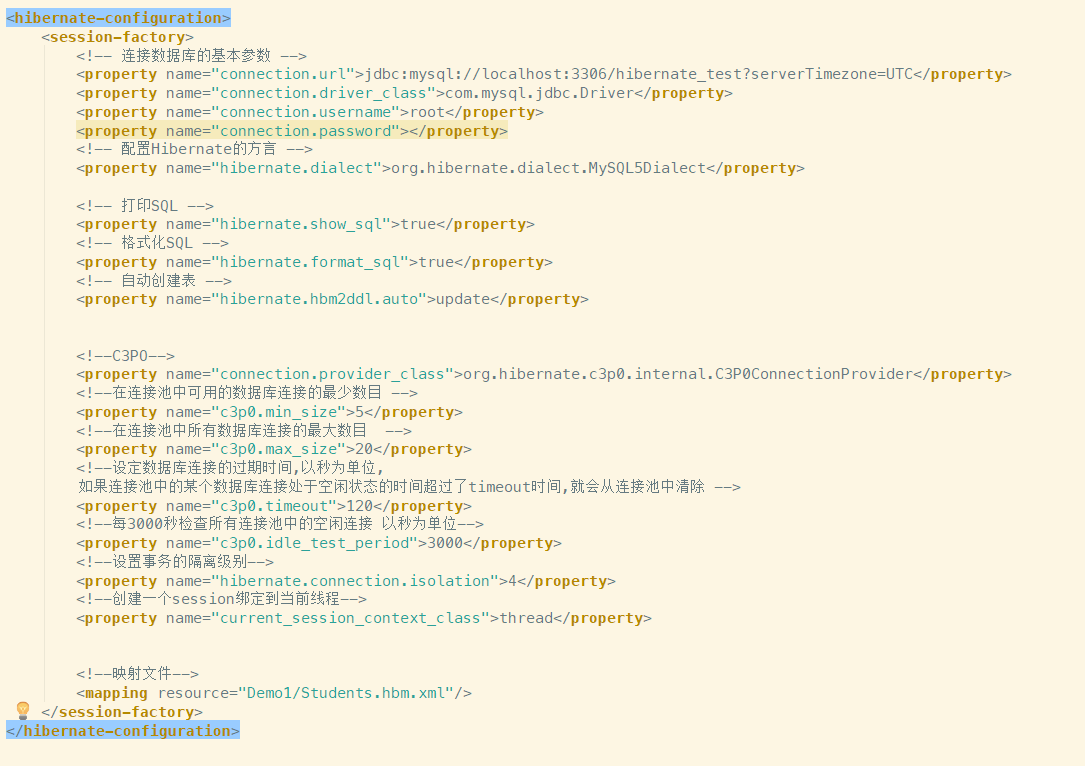 <hibernate-configuration>
<session-factory>
<!-- 连接数据库的基本参数 -->
<property name="connection.url">jdbc:mysql://localhost:3306/hibernate_test?serverTimezone=UTC</property>
<property name="connection.driver_class">com.mysql.jdbc.Driver</property>
<property name="connection.username">root</property>
<property name="connection.password"></property>
<!-- 配置Hibernate的方言 -->
<property name="hibernate.dialect">org.hibernate.dialect.MySQL5Dialect</property>
<!-- 打印SQL -->
<property name="hibernate.show_sql">true</property>
<!-- 格式化SQL -->
<property name="hibernate.format_sql">true</property>
<!-- 自动创建表 -->
<property name="hibernate.hbm2ddl.auto">update</property>
<!--C3PO-->
<property name="connection.provider_class">org.hibernate.c3p0.internal.C3P0ConnectionProvider</property>
<!--在连接池中可用的数据库连接的最少数目 -->
<property name="c3p0.min_size">5</property>
<!--在连接池中所有数据库连接的最大数目  -->
<property name="c3p0.max_size">20</property>
<!--设定数据库连接的过期时间,以秒为单位,
如果连接池中的某个数据库连接处于空闲状态的时间超过了timeout时间,就会从连接池中清除 -->
<property name="c3p0.timeout">120</property>
<!--每3000秒检查所有连接池中的空闲连接 以秒为单位-->
<property name="c3p0.idle_test_period">3000</property>
<!--设置事务的隔离级别-->
<property name="hibernate.connection.isolation">4</property>
<!--创建一个session绑定到当前线程-->
<property name="current_session_context_class">thread</property>
<!--映射文件-->
<mapping resource="Demo1/Students.hbm.xml"/>
</session-factory>
</hibernate-configuration>